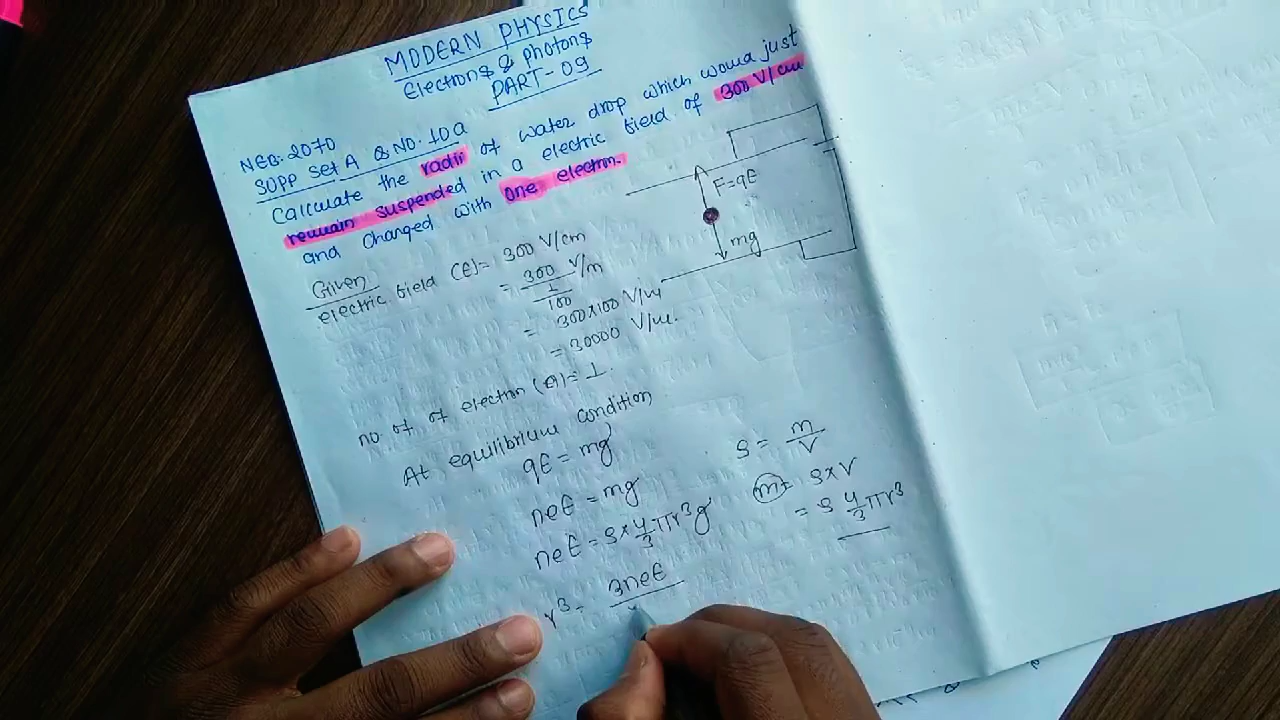 MODERN PHYSICS
Electrons & photons
PART-09
NEB. 2070
SUPP Set A Q NO. 10 a
Calculate the radii of water drop which would just
remain suspended in a electric field of 300 V/cm
and charged with one electron.
Given
electric field (E) = 300 V/cm
= 300 V/m
1
100
= 300×100 V/m
= 30000 V/m.
no of of electron (n) = 1.
At equilibrium condition
qE = mg
neE = mg
neE = ρ × 4/3 πr³g
r³ = 3neE
F=qE
mg
ρ = m/V
m = ρ×V
= ρ 4/3 πr³